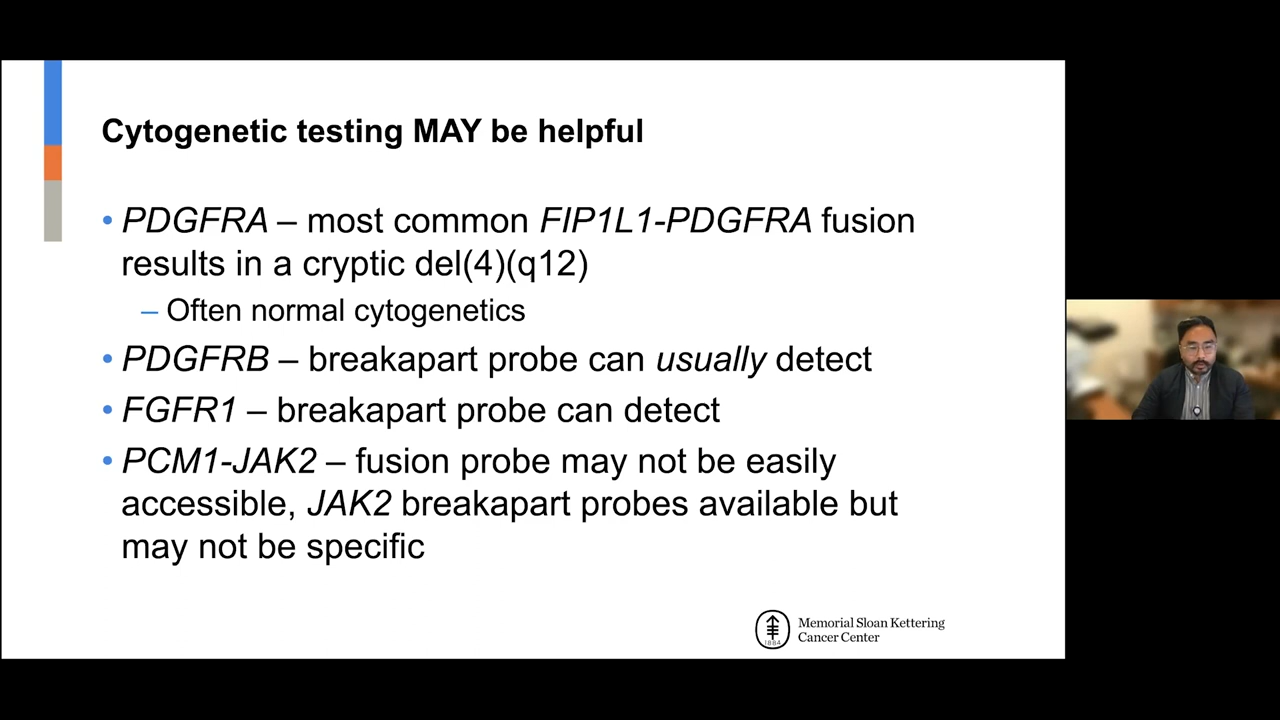 Cytogenetic testing MAY be helpful
• PDGFRA – most common FIP1L1-PDGFRA fusion
results in a cryptic del(4)(q12)
– Often normal cytogenetics
• PDGFRB – breakapart probe can usually detect
• FGFR1 – breakapart probe can detect
• PCM1-JAK2 – fusion probe may not be easily
accessible, JAK2 breakapart probes available but
may not be specific
1884
Memorial Sloan Kettering
Cancer Center